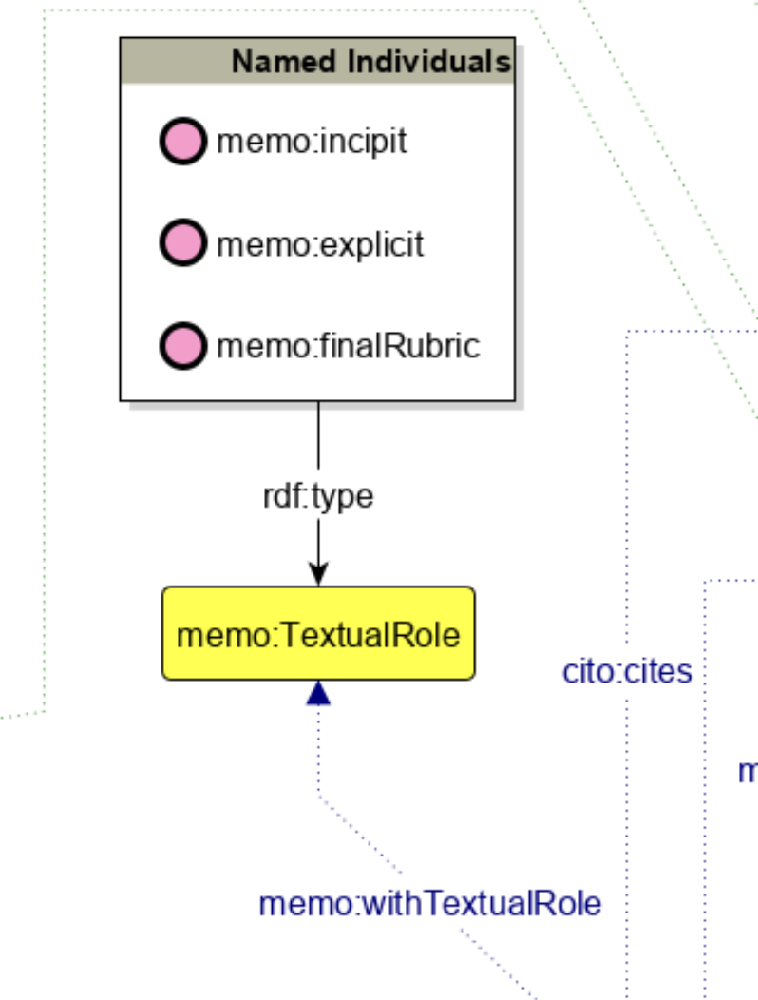 Named Individuals
memo:incipit
memo:explicit
memo:finalRubric
rdf:type
memo:TextualRole
cito:cites
memo:withTextualRole